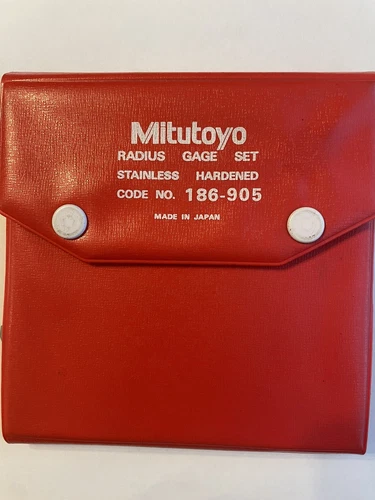 Mitutoyo
RADIUS GAGE SET
STAINLESS HARDENED
CODE NO. 186-905
MADE IN JAPAN